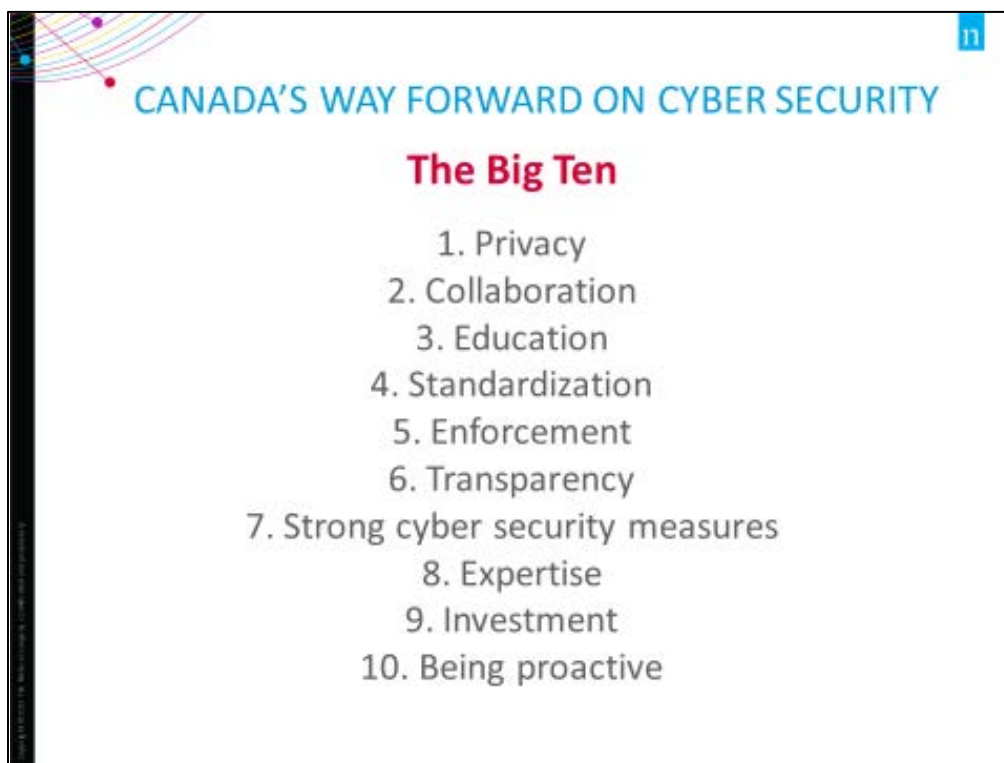 n
CANADA'S WAY FORWARD ON CYBER SECURITY
The Big Ten
1. Privacy
2. Collaboration
3. Education
4. Standardization
5. Enforcement
6. Transparency
7. Strong cyber security measures
8. Expertise
9. Investment
10. Being proactive